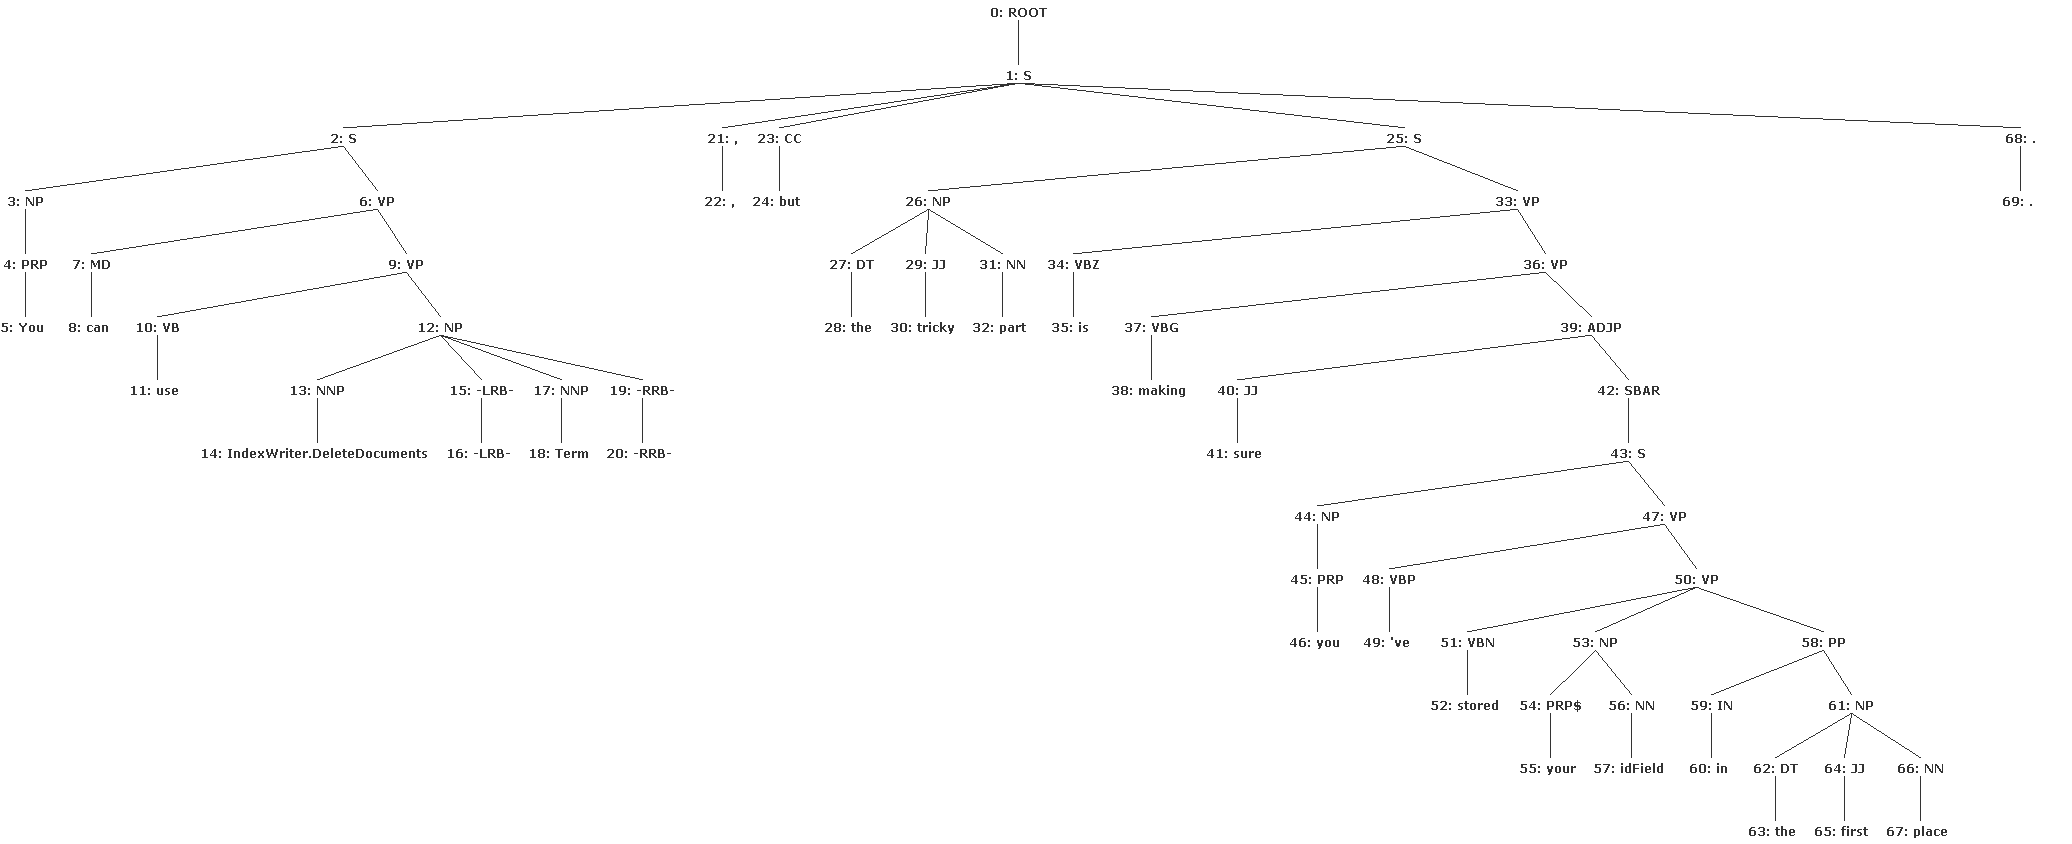 0: ROOT
1: S
2: S 21: , 23: CC 25: S 68: .
3: NP 6: VP 22: , 24: but 26: NP 33: VP 69: .
4: PRP 7: MD 9: VP 27: DT 29: JJ 31: NN 34: VBZ 36: VP
5: You 8: can 10: VB 12: NP 28: the 30: tricky 32: part 35: is 37: VBG 39: ADJP
11: use 13: NNP 15: -LRB- 17: NNP 19: -RRB- 38: making 40: JJ 42: SBAR
14: IndexWriter.DeleteDocuments 16: -LRB- 18: Term 20: -RRB- 41: sure 43: S
44: NP 47: VP
45: PRP 48: VBP 50: VP
46: you 49: 've 51: VBN 53: NP 58: PP
52: stored 54: PRP$ 56: NN 59: IN 61: NP
55: your 57: idField 60: in 62: DT 64: JJ 66: NN
63: the 65: first 67: place